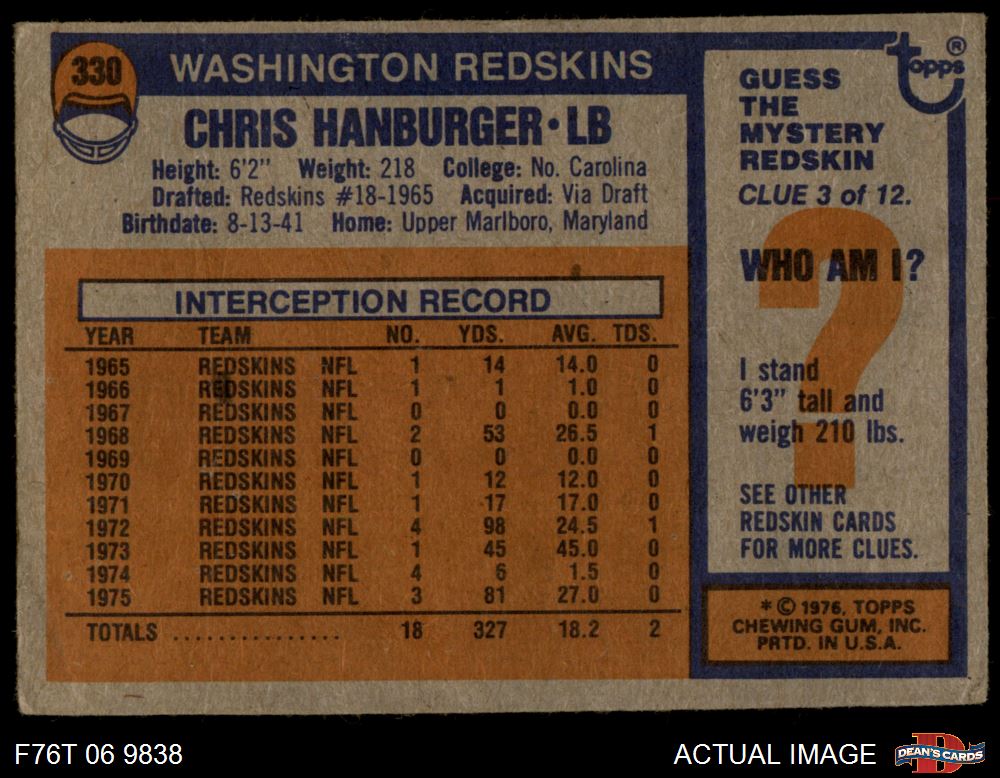 330
WASHINGTON REDSKINS
CHRIS HANBURGER • LB
Height: 6'2" Weight: 218 College: No. Carolina
Drafted: Redskins #18-1965 Acquired: Via Draft
Birthdate: 8-13-41 Home: Upper Marlboro, Maryland
INTERCEPTION RECORD
YEAR TEAM NO. YDS. AVG. TDS.
1965 REDSKINS NFL 1 14 14.0 0
1966 REDSKINS NFL 1 1 1.0 0
1967 REDSKINS NFL 0 0 0.0 0
1968 REDSKINS NFL 2 53 26.5 1
1969 REDSKINS NFL 0 0 0.0 0
1970 REDSKINS NFL 1 12 12.0 0
1971 REDSKINS NFL 1 17 17.0 0
1972 REDSKINS NFL 4 98 24.5 1
1973 REDSKINS NFL 1 45 45.0 0
1974 REDSKINS NFL 4 6 1.5 0
1975 REDSKINS NFL 3 81 27.0 0
TOTALS ................ 18 327 18.2 2
topps ®
GUESS
THE
MYSTERY
REDSKIN
CLUE 3 of 12.
?
WHO AM I?
I stand
6'3" tall and
weigh 210 lbs.
SEE OTHER
REDSKIN CARDS
FOR MORE CLUES.
* © 1976, TOPPS
CHEWING GUM, INC.
PRTD. IN U.S.A.
F76T 06 9838
ACTUAL IMAGE
DEAN'S CARDS